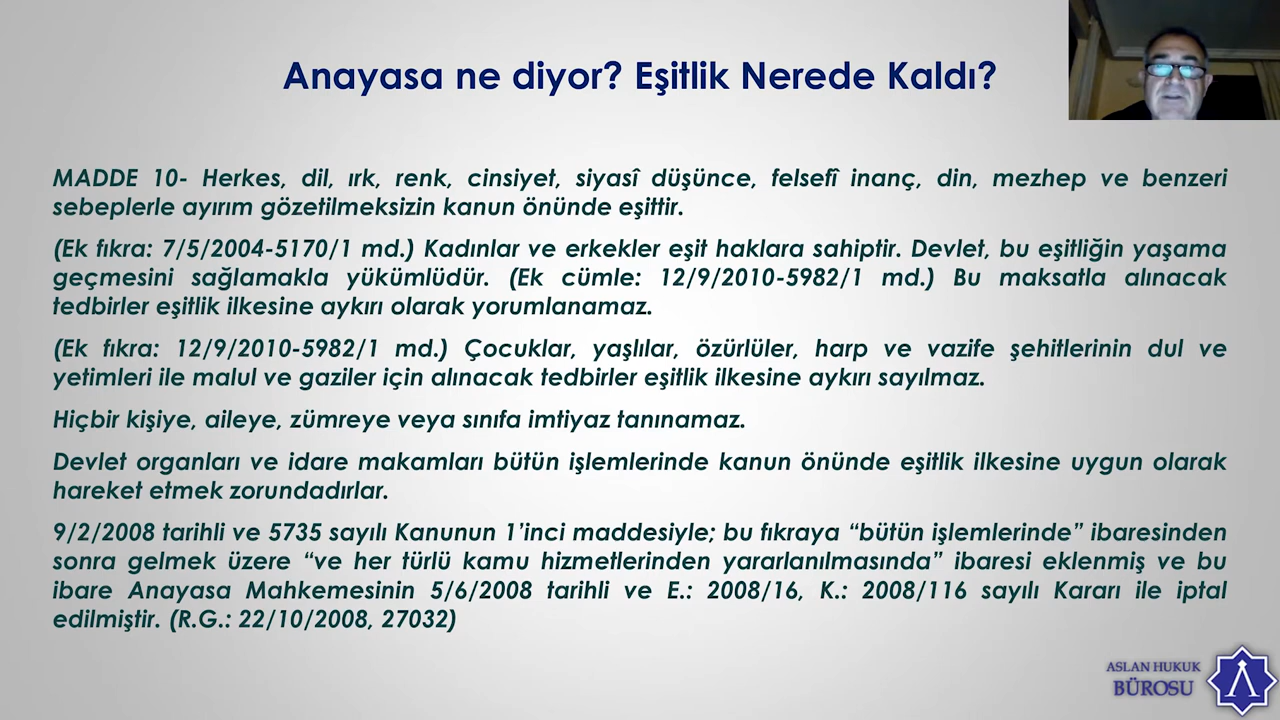 Anayasa ne diyor? Eşitlik Nerede Kaldı?
MADDE 10- Herkes, dil, ırk, renk, cinsiyet, siyasî düşünce, felsefî inanç, din, mezhep ve benzeri
sebeplerle ayırım gözetilmeksizin kanun önünde eşittir.
(Ek fıkra: 7/5/2004-5170/1 md.) Kadınlar ve erkekler eşit haklara sahiptir. Devlet, bu eşitliğin yaşama
geçmesini sağlamakla yükümlüdür. (Ek cümle: 12/9/2010-5982/1 md.) Bu maksatla alınacak
tedbirler eşitlik ilkesine aykırı olarak yorumlanamaz.
(Ek fıkra: 12/9/2010-5982/1 md.) Çocuklar, yaşlılar, özürlüler, harp ve vazife şehitlerinin dul ve
yetimleri ile malul ve gaziler için alınacak tedbirler eşitlik ilkesine aykırı sayılmaz.
Hiçbir kişiye, aileye, zümreye veya sınıfa imtiyaz tanınamaz.
Devlet organları ve idare makamları bütün işlemlerinde kanun önünde eşitlik ilkesine uygun olarak
hareket etmek zorundadırlar.
9/2/2008 tarihli ve 5735 sayılı Kanunun 1’inci maddesiyle; bu fıkraya “bütün işlemlerinde” ibaresinden
sonra gelmek üzere “ve her türlü kamu hizmetlerinden yararlanılmasında” ibaresi eklenmiş ve bu
ibare Anayasa Mahkemesinin 5/6/2008 tarihli ve E.: 2008/16, K.: 2008/116 sayılı Kararı ile iptal
edilmiştir. (R.G.: 22/10/2008, 27032)
ASLAN HUKUK
BÜROSU